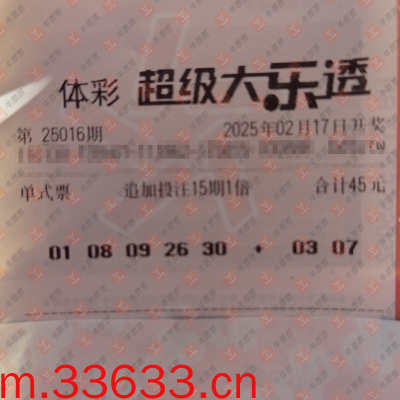 体彩 超级大乐透
第 25016期 2025年02月17日开奖
单式票 追加投注15期1倍 合计45元
01 08 09 26 30 + 03 07
m.33633.cn